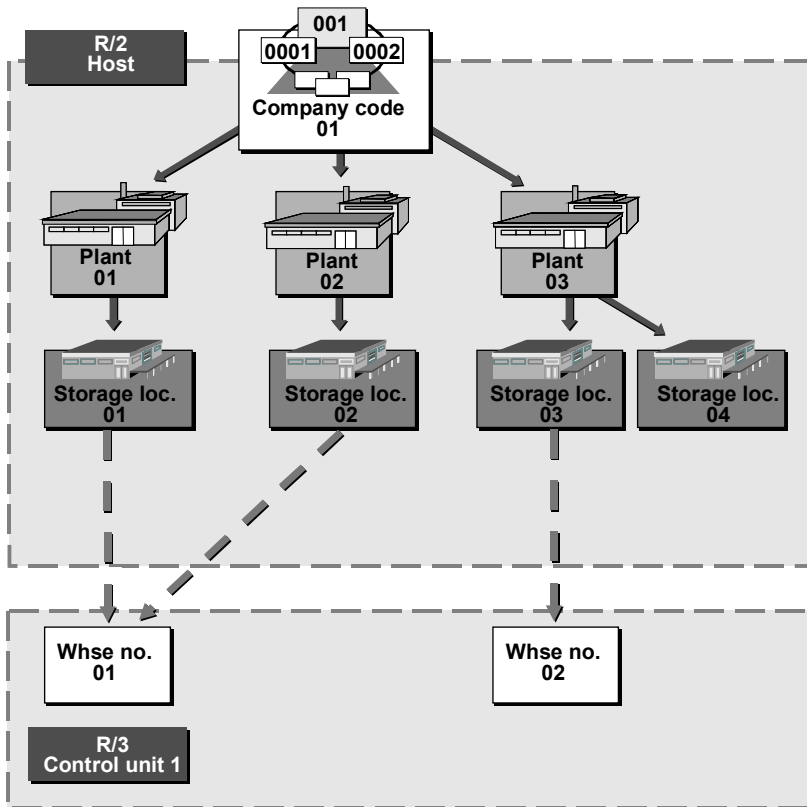 001
0001
0002
R/2
Host
Company code
01
Plant
01
Plant
02
Plant
03
Storage loc.
01
Storage loc.
02
Storage loc.
03
Storage loc.
04
Whse no.
01
Whse no.
02
R/3
Control unit 1